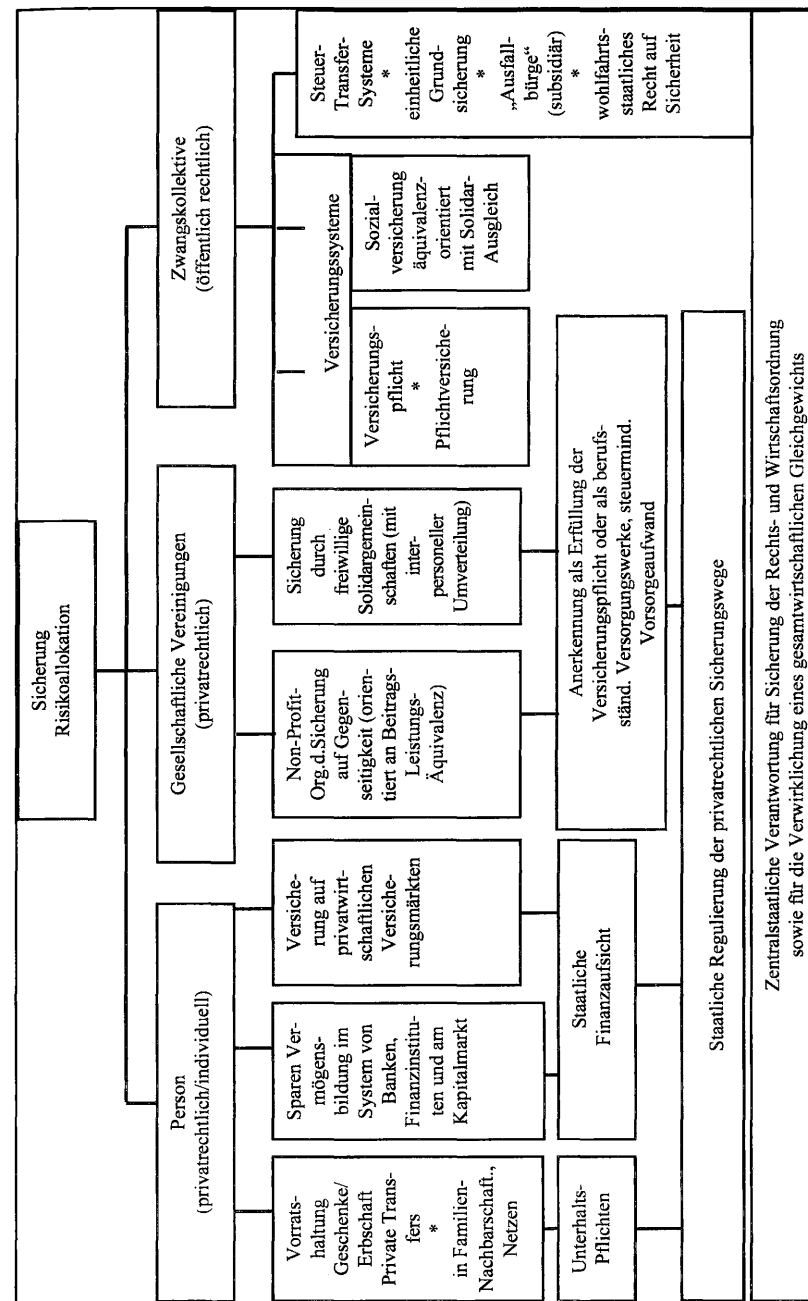 Sicherung
Risikoallokation
Person
(privatrechtlich/individuell)
Gesellschaftliche Vereinigungen
(privatrechtlich)
Zwangskollektive
(öffentlich rechtlich)
Vorrats-
haltung
Geschenke/
Erbschaft
Private Trans-
fers
*
in Familien-
Nachbarschaft.,
Netzen
Sparen Ver-
mögens-
bildung im
System von
Banken,
Finanzinstitu-
ten und am
Kapitalmarkt
Versiche-
rung auf
privatwirt-
schaftlichen
Versiche-
rungsmärkten
Non-Profit-
Org.d.Sicherung
auf Gegen-
seitigkeit (orien-
tiert an Beitrags-
Leistungs-
Äquivalenz)
Sicherung
durch
freiwillige
Solidargemein-
schaften (mit
inter-
personeller
Umverteilung)
Versicherungssysteme
Versicherungs-
pflicht
*
Pflichtversiche-
rung
Sozial-
versicherung
äquivalenz-
orientiert
mit Solidar-
Ausgleich
Steuer-
Transfer-
Systeme
*
einheitliche
Grund-
sicherung
*
„Ausfall-
bürge“
(subsidiär)
*
wohlfahrts-
staatliches
Recht auf
Sicherheit
Unterhalts-
Pflichten
Staatliche
Finanzaufsicht
Anerkennung als Erfüllung der
Versicherungspflicht oder als berufs-
ständ. Versorgungswerke, steuermind.
Vorsorgeaufwand
Staatliche Regulierung der privatrechtlichen Sicherungswege
Zentralstaatliche Verantwortung für Sicherung der Rechts- und Wirtschaftsordnung
sowie für die Verwirklichung eines gesamtwirtschaftlichen Gleichgewichts